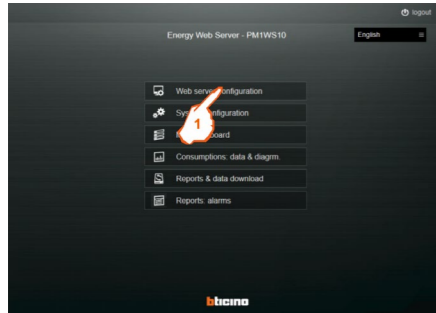 logout
Energy Web Server - PM1WS10
English
Web server configuration
System configuration
1
board
Consumptions: data & diagrm.
Reports & data download
Reports: alarms
bticino